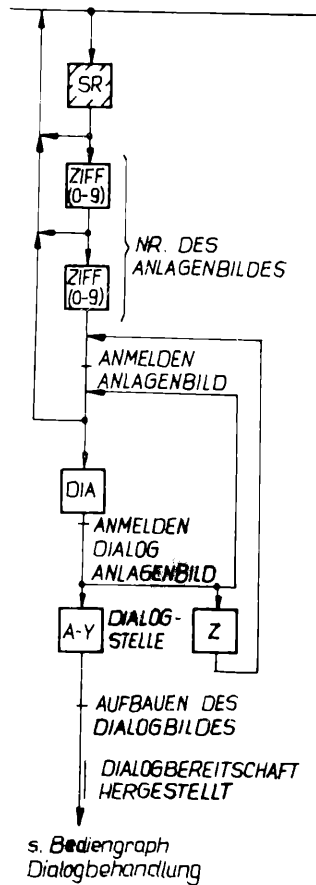 SR
ZIFF
(0-9)
NR. DES
ANLAGENBILDES
ZIFF
(0-9)
ANMELDEN
ANLAGENBILD
DIA
ANMELDEN
DIALOG
ANLAGENBILD
A-Y
DIALOG-
STELLE
Z
AUFBAUEN DES
DIALOGBILDES
DIALOGBEREITSCHAFT
HERGESTELLT
s. Bediengraph
Dialogbehandlung